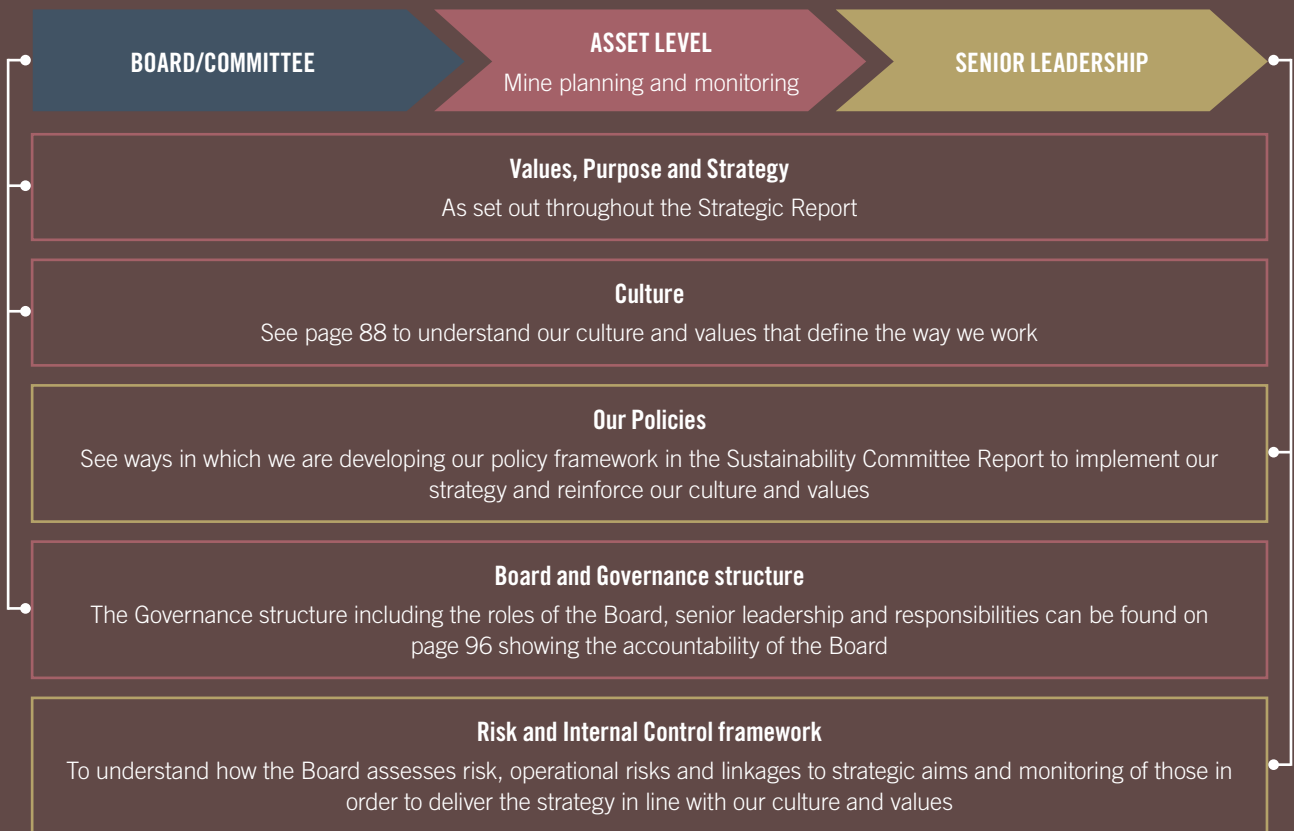 BOARD/COMMITTEE
ASSET LEVEL
Mine planning and monitoring
SENIOR LEADERSHIP
Values, Purpose and Strategy
As set out throughout the Strategic Report
Culture
See page 88 to understand our culture and values that define the way we work
Our Policies
See ways in which we are developing our policy framework in the Sustainability Committee Report to implement our
strategy and reinforce our culture and values
Board and Governance structure
The Governance structure including the roles of the Board, senior leadership and responsibilities can be found on
page 96 showing the accountability of the Board
Risk and Internal Control framework
To understand how the Board assesses risk, operational risks and linkages to strategic aims and monitoring of those in
order to deliver the strategy in line with our culture and values